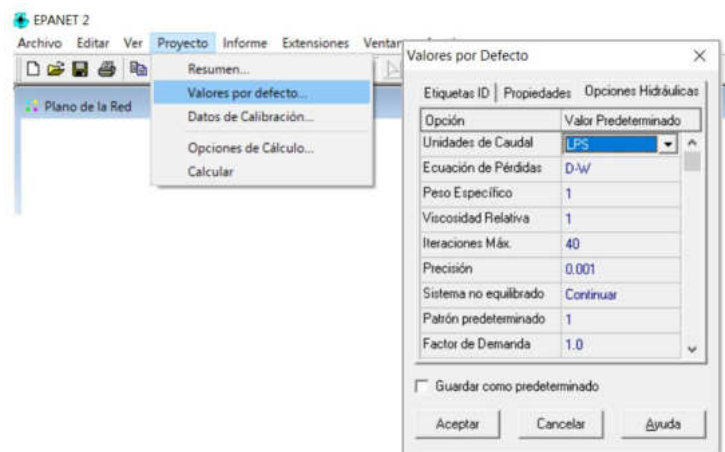 EPANET 2
Archivo Editar Ver Proyecto Informe Extensiones
Plano de la Red
Resumen...
Valores por defecto...
Datos de Calibración...
Opciones de Cálculo...
Calcular
Valores por Defecto
Etiquetas ID Propiedades Opciones Hidráulicas
Opción Valor Predeterminado
Unidades de Caudal LPS
Ecuación de Pérdidas D-W
Peso Específico 1
Viscosidad Relativa 1
Iteraciones Máx. 40
Precisión 0.001
Sistema no equilibrado Continuar
Patrón predeterminado 1
Factor de Demanda 1.0
Guardar como predeterminado
Aceptar Cancelar Ayuda